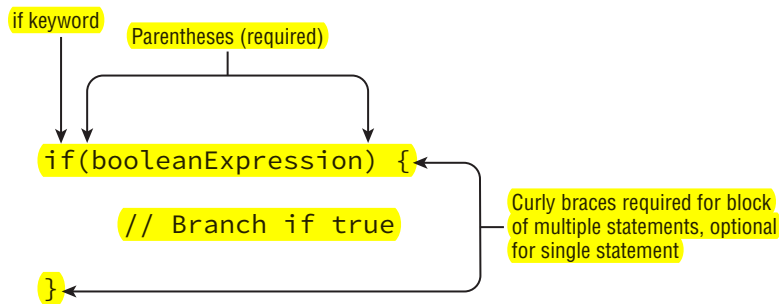 if keyword
Parentheses (required)
if(booleanExpression) {
// Branch if true
Curly braces required for block
of multiple statements, optional
for single statement
}